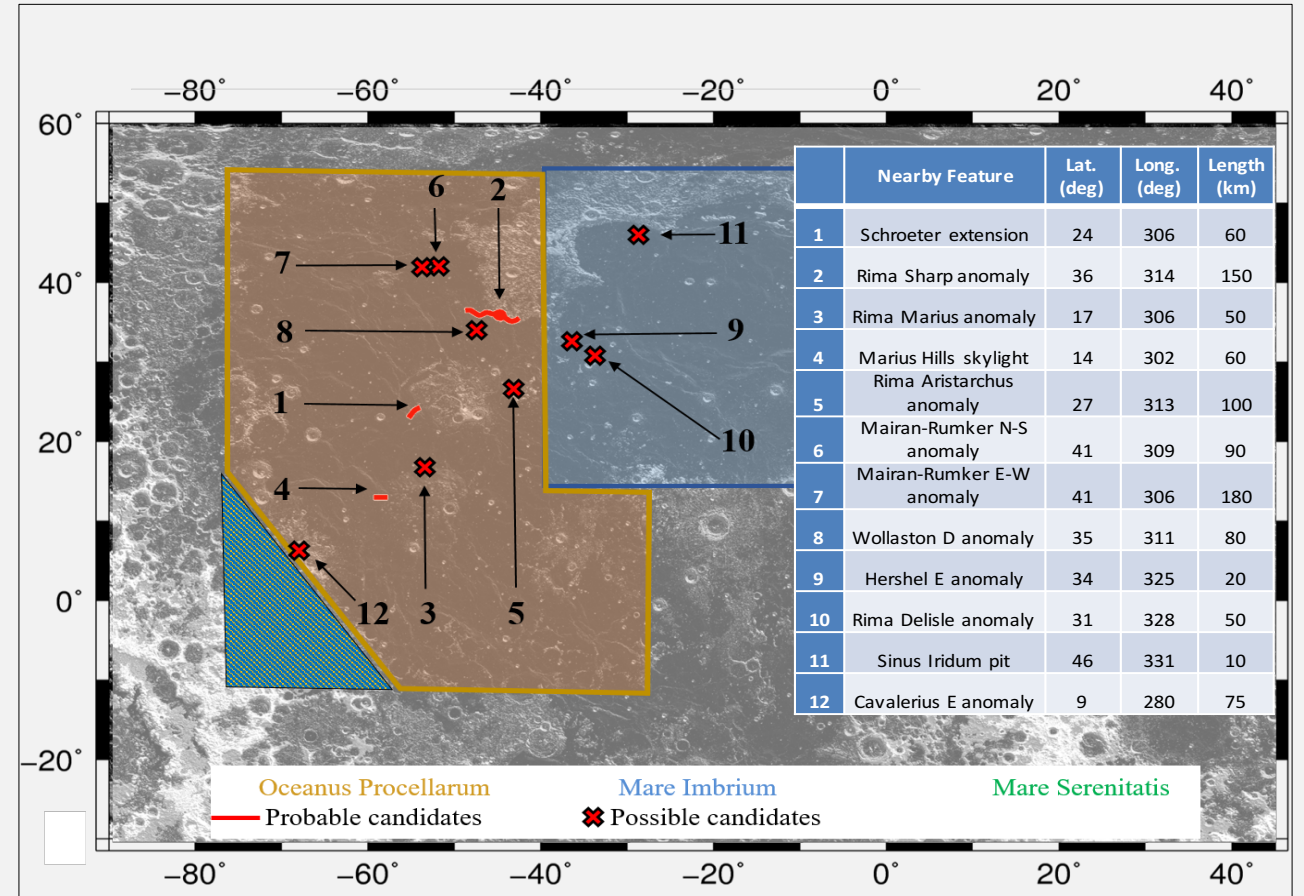 −80° −60° −40° −20° 0° 20° 40°
60°
40°
20°
0°
−20°
6 2
11
7
8
9
1
10
4
12 3 5
Nearby Feature Lat. (deg) Long. (deg) Length (km)
1 Schroeter extension 24 306 60
2 Rima Sharp anomaly 36 314 150
3 Rima Marius anomaly 17 306 50
4 Marius Hills skylight 14 302 60
5 Rima Aristarchus anomaly 27 313 100
6 Mairan-Rumker N-S anomaly 41 309 90
7 Mairan-Rumker E-W anomaly 41 306 180
8 Wollaston D anomaly 35 311 80
9 Hershel E anomaly 34 325 20
10 Rima Delisle anomaly 31 328 50
11 Sinus Iridum pit 46 331 10
12 Cavalerius E anomaly 9 280 75
Oceanus Procellarum Mare Imbrium Mare Serenitatis
Probable candidates Possible candidates
−80° −60° −40° −20° 0° 20° 40°